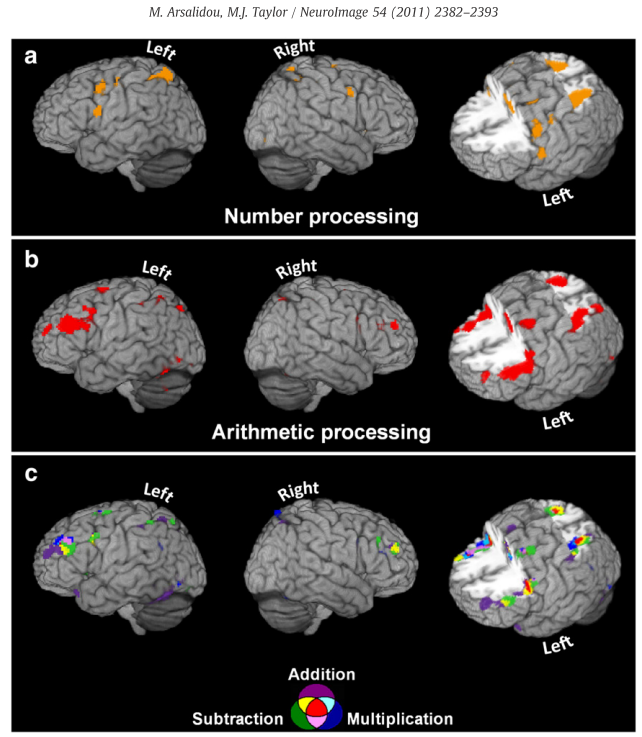 M. Arsalidou, M.J. Taylor / NeuroImage 54 (2011) 2382–2393
a
Left
Right
Left
Number processing
b
Left
Right
Left
Arithmetic processing
c
Left
Right
Left
Addition
Subtraction
Multiplication